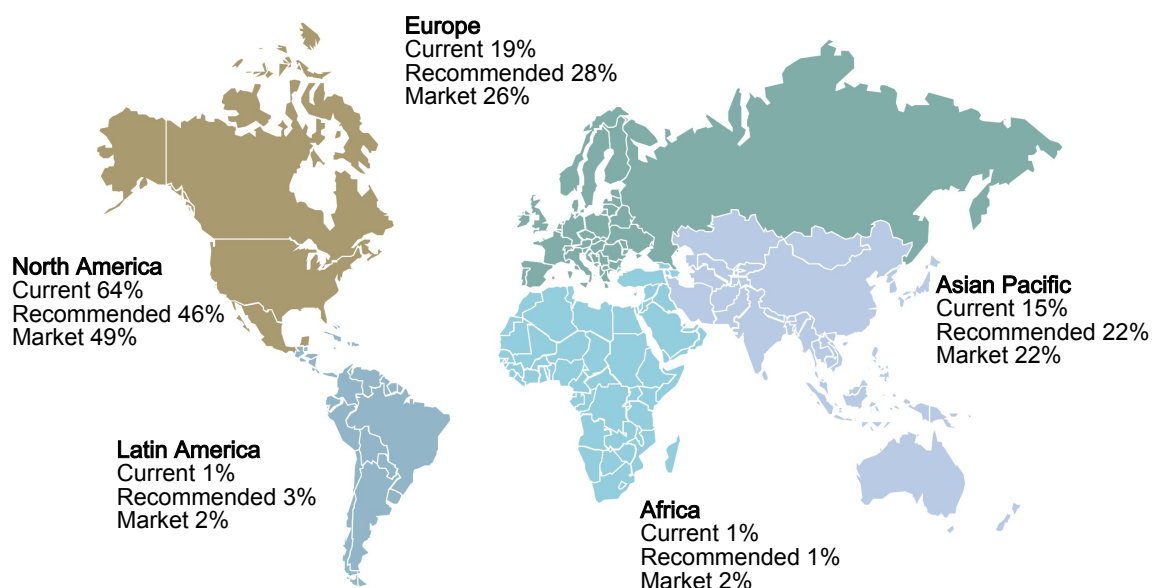 Europe
Current 19%
Recommended 28%
Market 26%
North America
Current 64%
Recommended 46%
Market 49%
Asian Pacific
Current 15%
Recommended 22%
Market 22%
Latin America
Current 1%
Recommended 3%
Market 2%
Africa
Current 1%
Recommended 1%
Market 2%